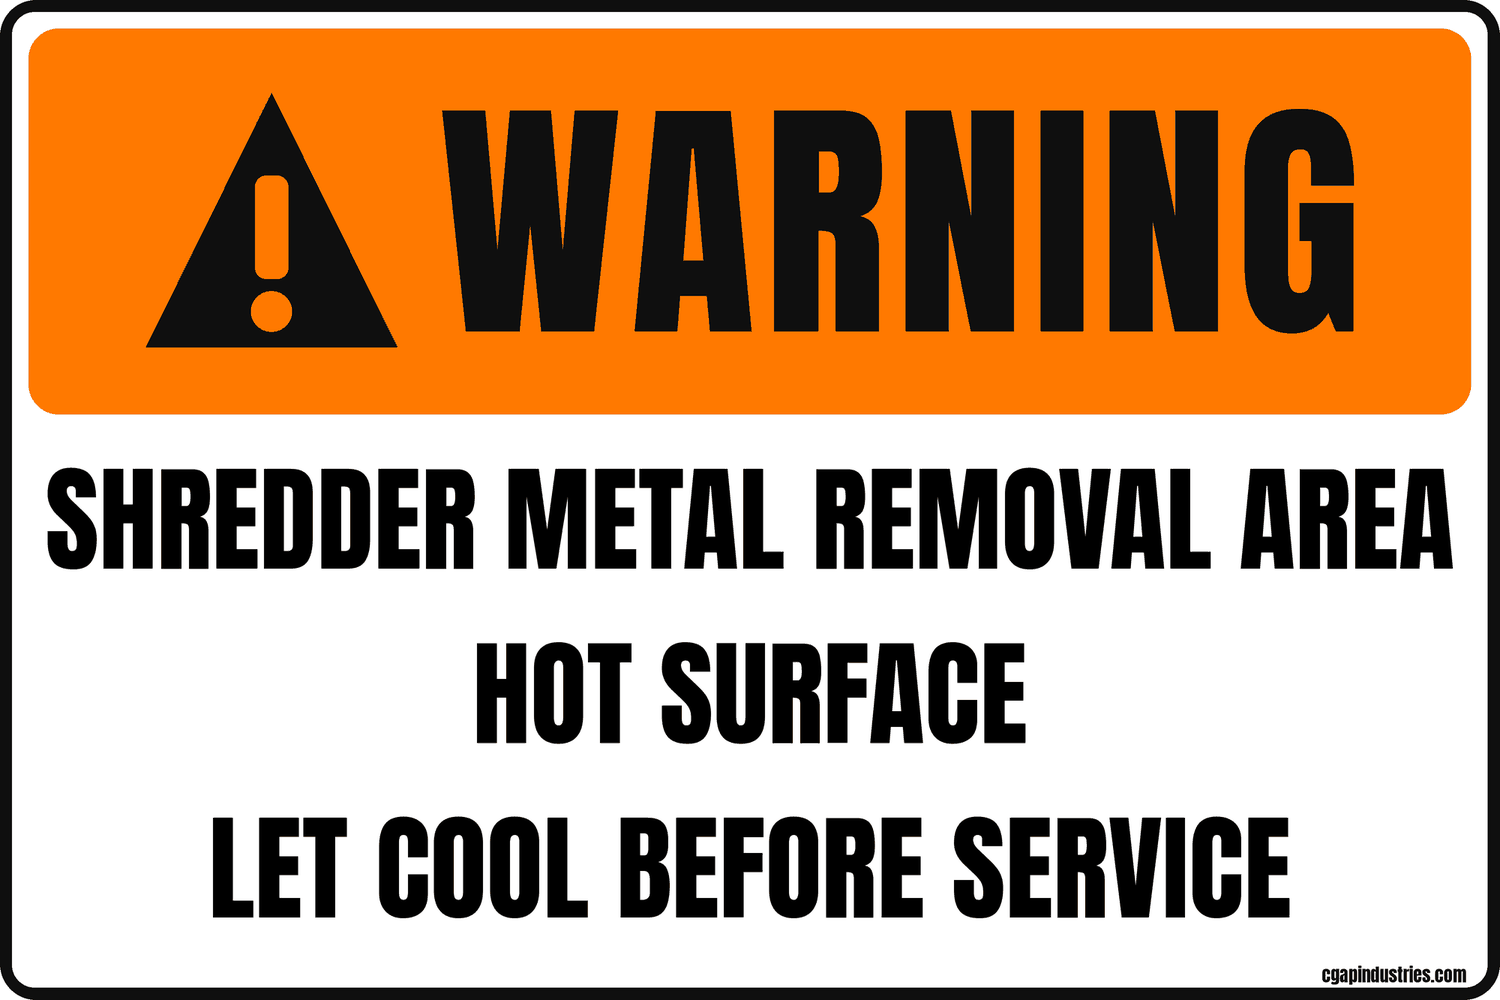 WARNING
SHREDDER METAL REMOVAL AREA
HOT SURFACE
LET COOL BEFORE SERVICE
cgapindustries.com